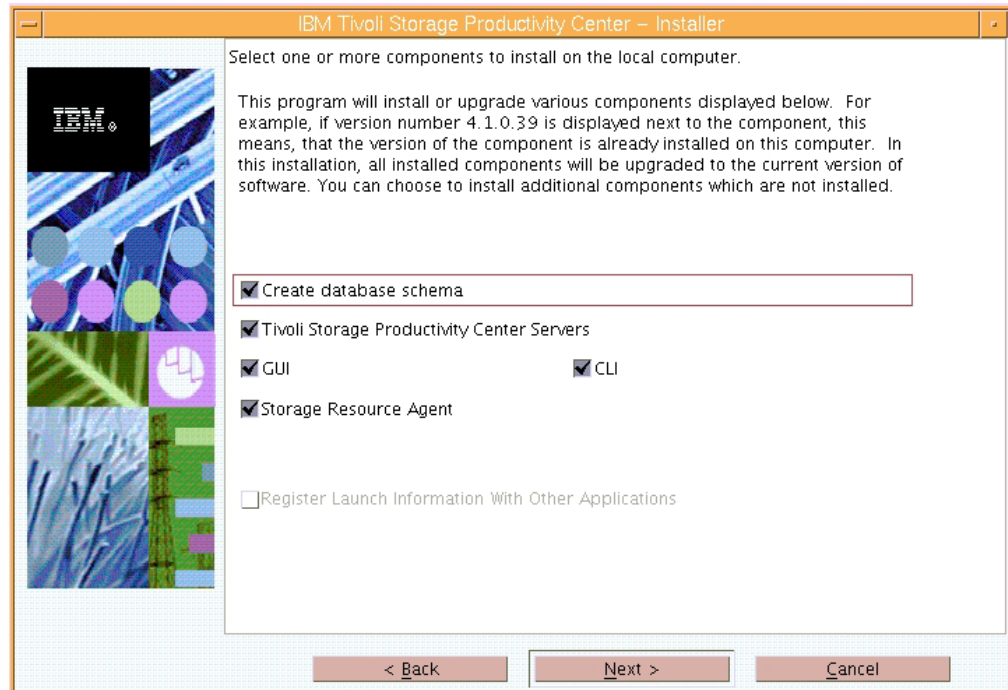 IBM Tivoli Storage Productivity Center – Installer
IBM®
Select one or more components to install on the local computer.
This program will install or upgrade various components displayed below. For
example, if version number 4.1.0.39 is displayed next to the component, this
means, that the version of the component is already installed on this computer. In
this installation, all installed components will be upgraded to the current version of
software. You can choose to install additional components which are not installed.
Create database schema
Tivoli Storage Productivity Center Servers
GUI
CLI
Storage Resource Agent
Register Launch Information With Other Applications
< Back
Next >
Cancel